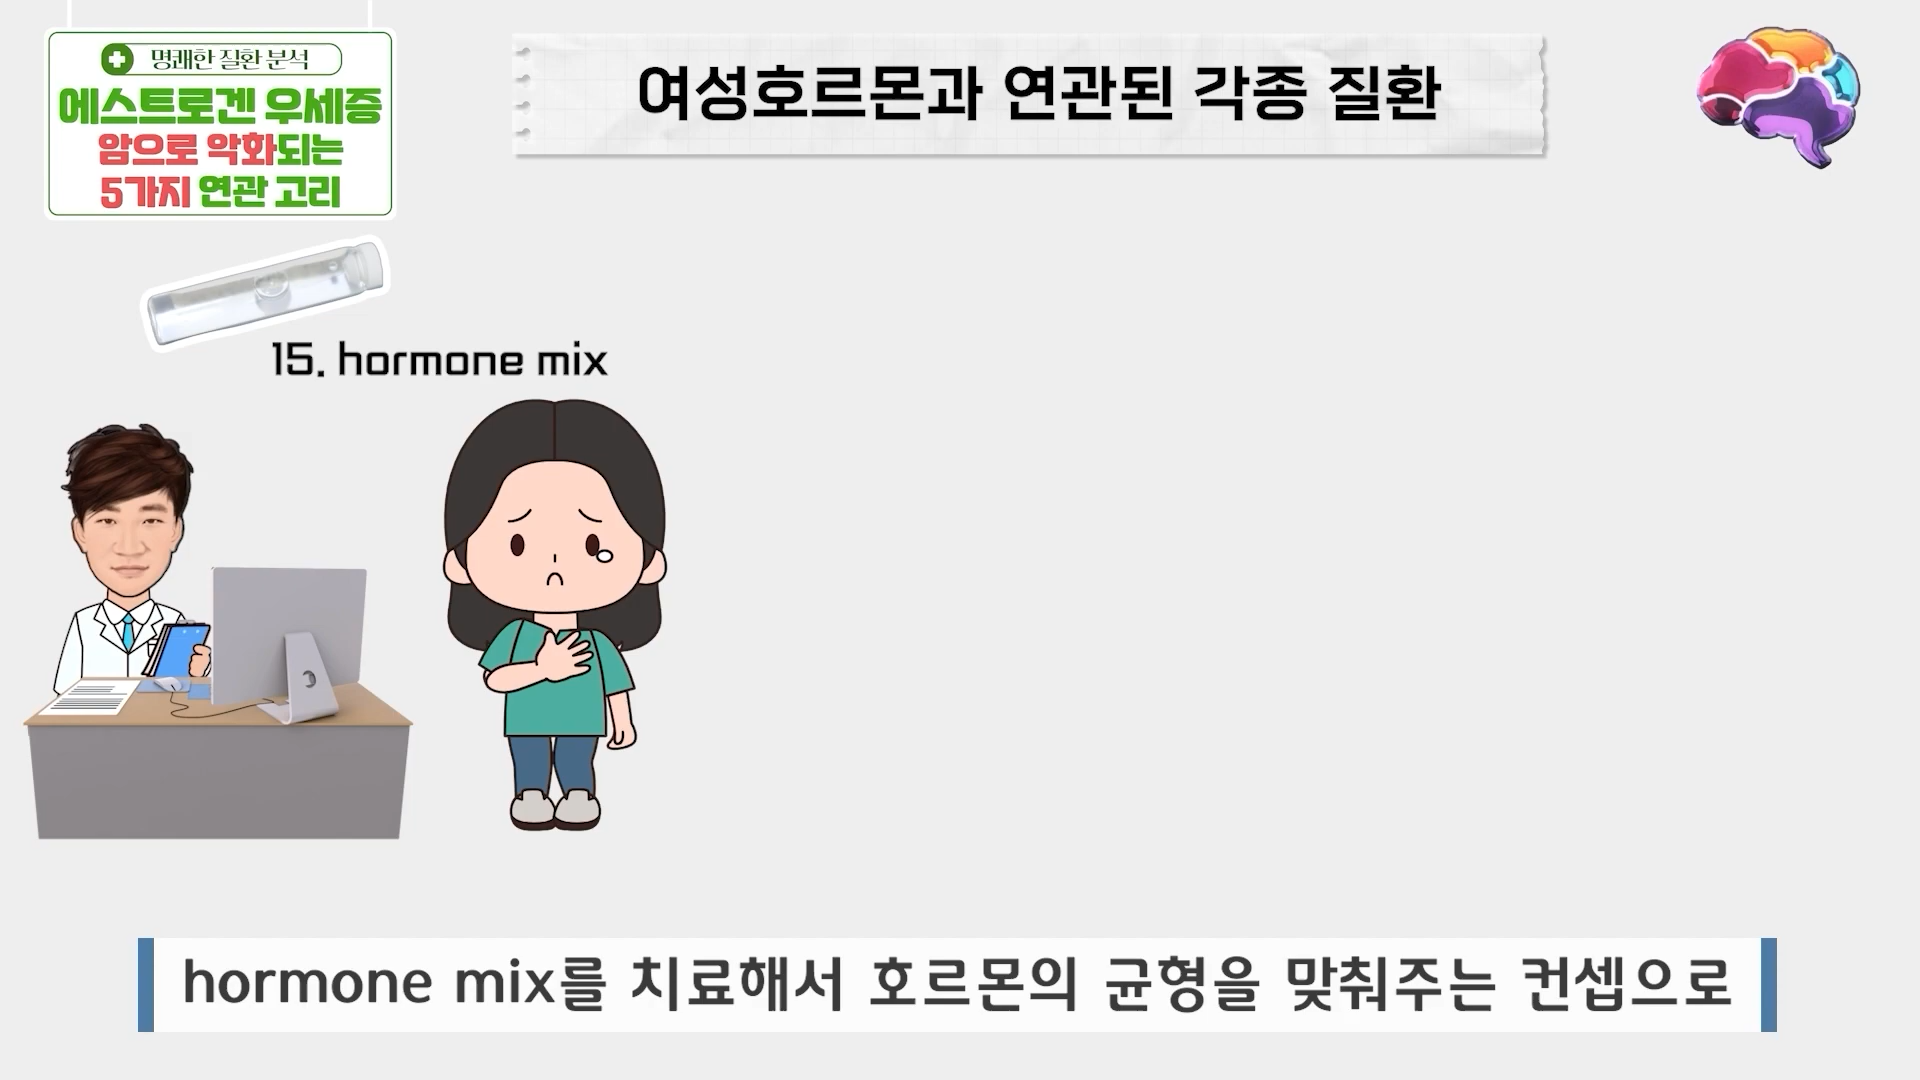 명쾌한 질환 분석
에스트로겐 우세증
암으로 악화되는
5가지 연관 고리
여성호르몬과 연관된 각종 질환
15. hormone mix
hormone mix를 치료해서 호르몬의 균형을 맞춰주는 컨셉으로